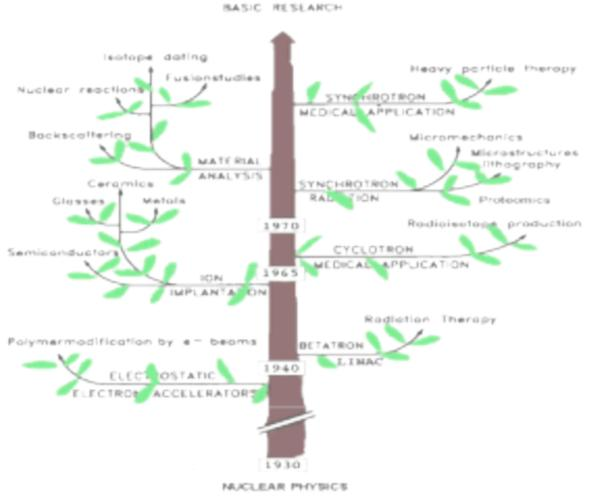 BASIC RESEARCH
Isotope dating
Fusionstudies
Nuclear reactions
Backscattering
MATERIAL
ANALYSIS
Heavy particle therapy
SYNCHROTRON
MEDICAL APPLICATION
Micromechanics
Microstructures
lithography
SYNCHROTRON
RADIATION
Proteomics
Ceramics
Glasses
Metals
1970
Radioisotope production
CYCLOTRON
MEDICAL APPLICATION
Semiconductors
1965
ION
IMPLANTATION
Radiation Therapy
Polymermodification by e- beams
BETATRON
LINAC
1940
ELECTROSTATIC
ELECTRON ACCELERATORS
1930
NUCLEAR PHYSICS